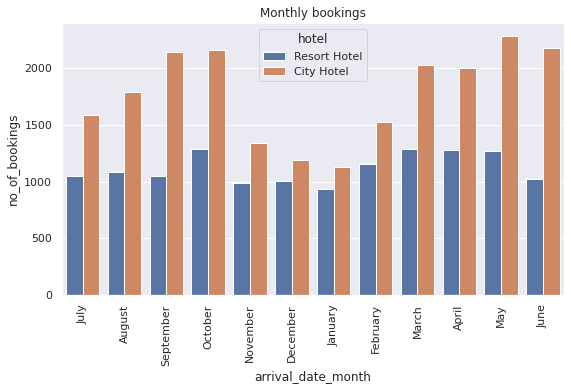 Monthly bookings
hotel
Resort Hotel
City Hotel
no_of_bookings
2000
1500
1000
500
0
July
August
September
October
November
December
January
February
March
April
May
June
arrival_date_month